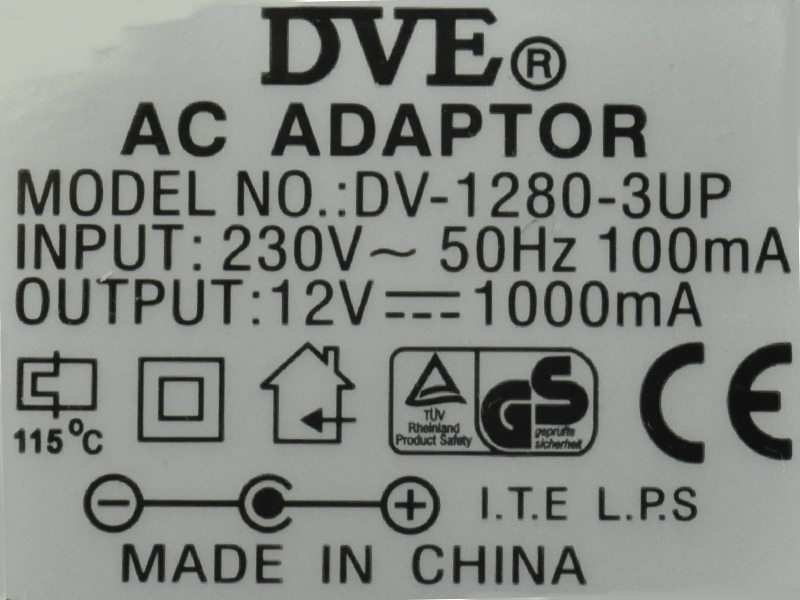 DVE®
AC ADAPTOR
MODEL NO.:DV-1280-3UP
INPUT: 230V~ 50Hz 100mA
OUTPUT:12V⎓1000mA
115°C
TÜV
Rheinland
Product Safety
GS
geprüfte
sicherheit
CE
I.T.E L.P.S
MADE IN CHINA